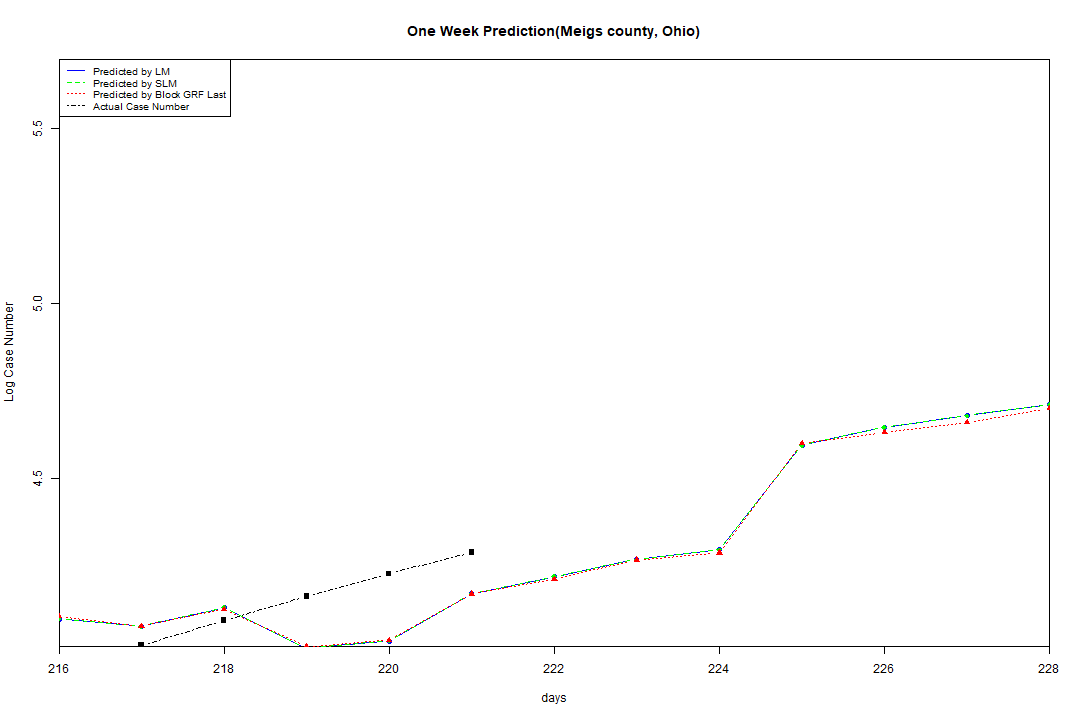 One Week Prediction(Meigs county, Ohio)
Predicted by LM
Predicted by SLM
Predicted by Block GRF Last
Actual Case Number
5.5
5.0
4.5
Log Case Number
216 218 220 222 224 226 228
days